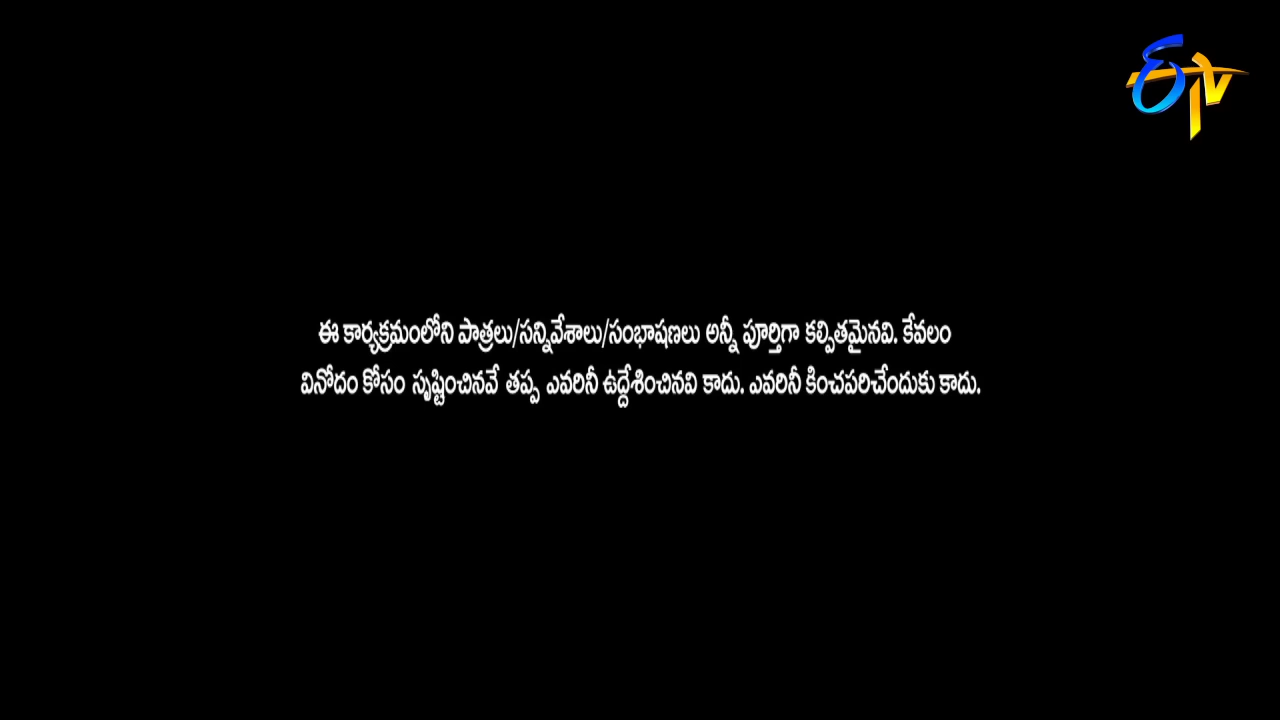 ETV
ఈ కార్యక్రమంలోని పాత్రలు/సన్నివేశాలు/సంభాషణలు అన్నీ పూర్తిగా కల్పితమైనవి. కేవలం
వినోదం కోసం సృష్టించినవే తప్ప ఎవరినీ ఉద్దేశించినవి కాదు. ఎవరినీ కించపరిచేందుకు కాదు.